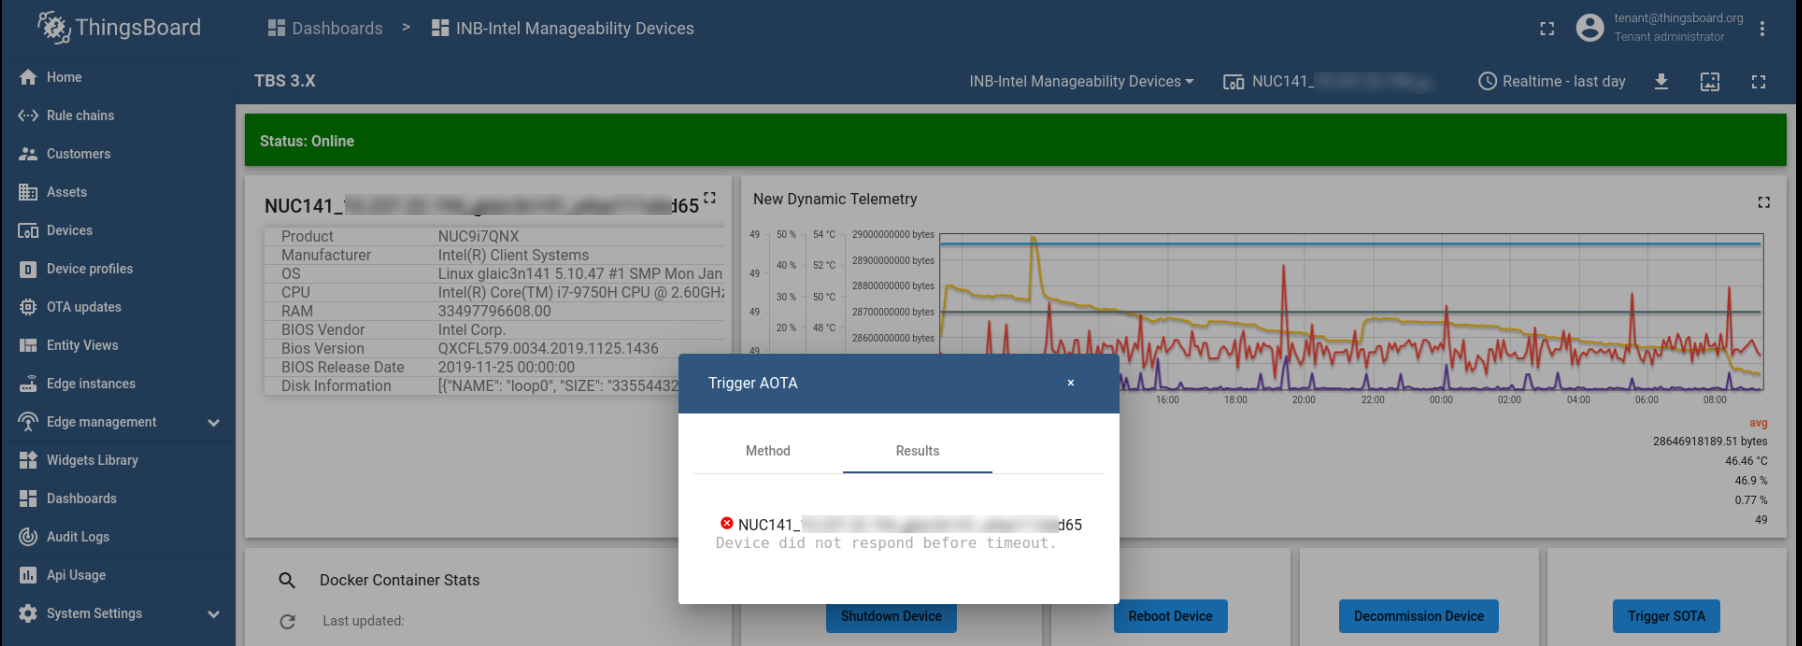 ThingsBoard
Dashboards > INB-Intel Manageability Devices
tenant@thingsboard.org
Tenant administrator
TBS 3.X
INB-Intel Manageability Devices
NUC141_
Realtime - last day
Home
Rule chains
Customers
Assets
Devices
Device profiles
OTA updates
Entity Views
Edge instances
Edge management
Widgets Library
Dashboards
Audit Logs
Api Usage
System Settings
Status: Online
NUC141_ d65
Product NUC9i7QNX
Manufacturer Intel(R) Client Systems
OS Linux glaic3n141 5.10.47 #1 SMP Mon Jan
CPU Intel(R) Core(TM) i7-9750H CPU @ 2.60GHz
RAM 33497796608.00
BIOS Vendor Intel Corp.
Bios Version QXCFL579.0034.2019.1125.1436
BIOS Release Date 2019-11-25 00:00:00
Disk Information [{"NAME": "loop0", "SIZE": "33554432
New Dynamic Telemetry
49 50 % 54 °C 29000000000 bytes
28900000000 bytes
49 40 % 52 °C
28800000000 bytes
49 30 % 50 °C
28700000000 bytes
20 % 48 °C
28600000000 bytes
49
16:00 18:00 20:00 22:00 00:00 02:00 04:00 06:00 08:00
avg
28646918189.51 bytes
46.46 °C
46.9 %
0.77 %
49
Trigger AOTA ×
Method Results
NUC141_ d65
Device did not respond before timeout.
Docker Container Stats
Last updated:
Shutdown Device
Reboot Device
Decommission Device
Trigger SOTA